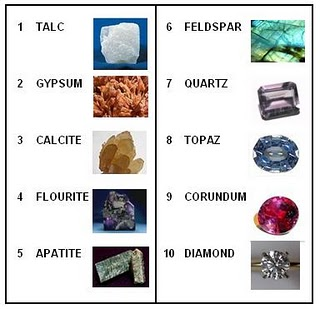 1 TALC
2 GYPSUM
3 CALCITE
4 FLOURITE
5 APATITE
6 FELDSPAR
7 QUARTZ
8 TOPAZ
9 CORUNDUM
10 DIAMOND